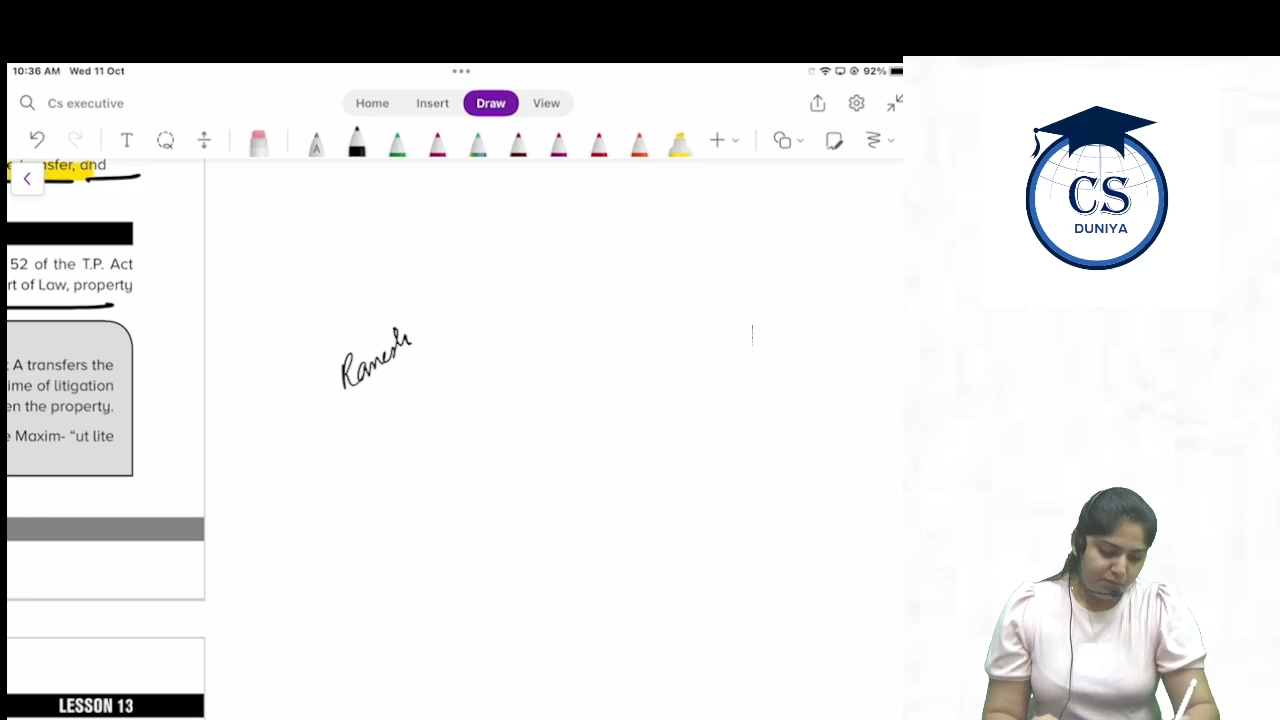 10:36 AM Wed 11 Oct
92%
Cs executive
Home Insert Draw View
and
52 of the T.P. Act
rt of Law, property
A transfers the
ime of litigation
en the property.
e Maxim- “ut lite
Ramesh
LESSON 13
CS
DUNIYA